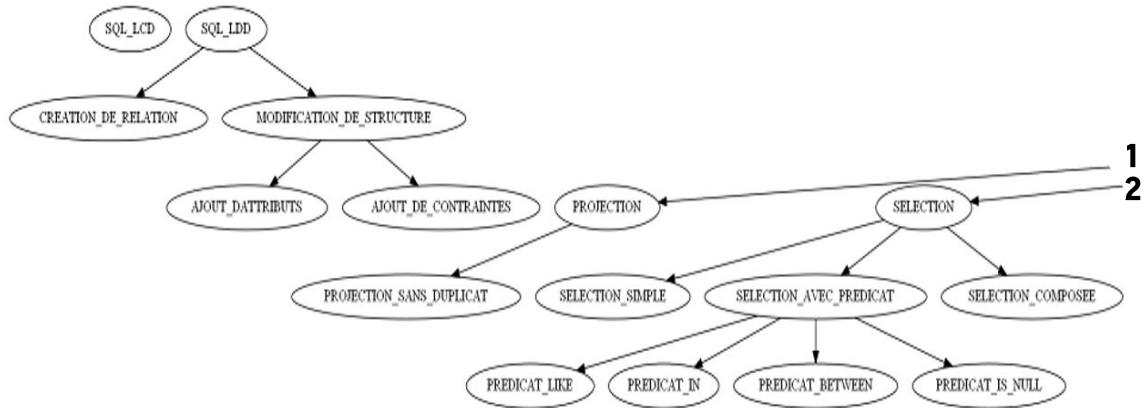 SQL_LCD SQL_LDD
CREATION_DE_RELATION MODIFICATION_DE_STRUCTURE
1
2
AJOUT_DATTRIBUTS AJOUT_DE_CONTRAINTES PROJECTION SELECTION
PROJECTION_SANS_DUPLICAT SELECTION_SIMPLE SELECTION_AVEC_PREDICAT SELECTION_COMPOSEE
PREDICAT_LIKE PREDICAT_IN PREDICAT_BETWEEN PREDICAT_IS_NULL